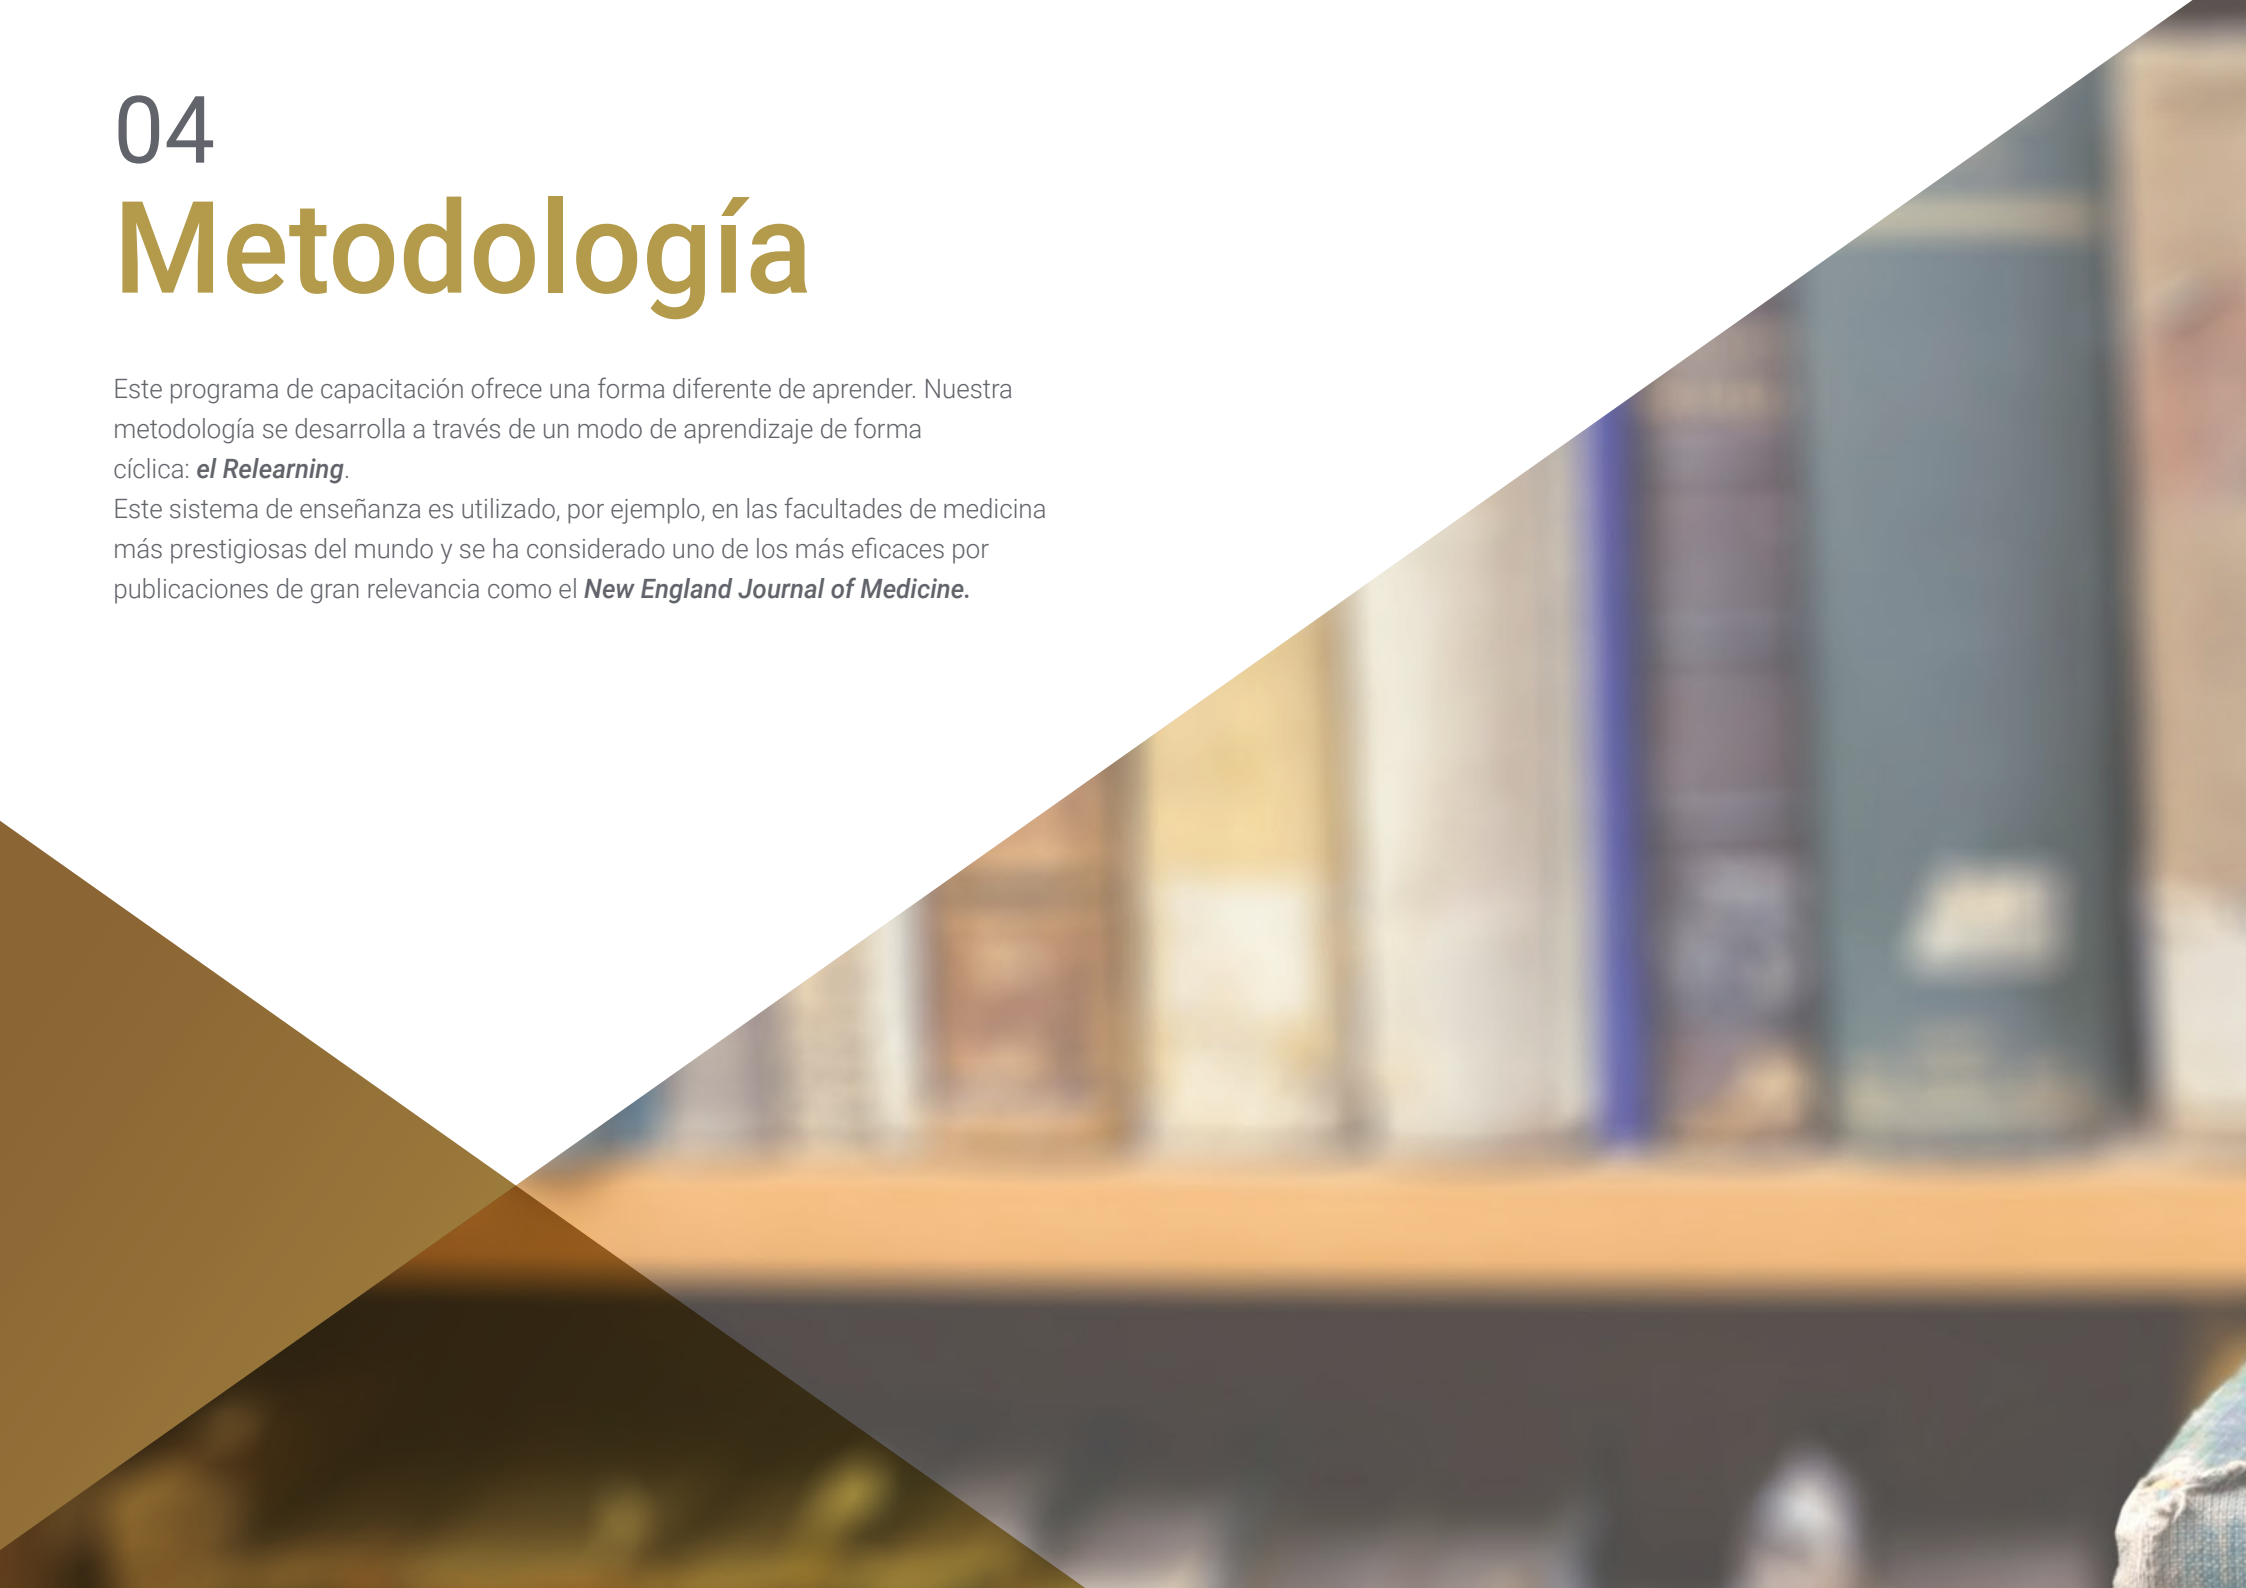 04
Metodología
Este programa de capacitación ofrece una forma diferente de aprender. Nuestra
metodología se desarrolla a través de un modo de aprendizaje de forma
cíclica: el Relearning.
Este sistema de enseñanza es utilizado, por ejemplo, en las facultades de medicina
más prestigiosas del mundo y se ha considerado uno de los más eficaces por
publicaciones de gran relevancia como el New England Journal of Medicine.